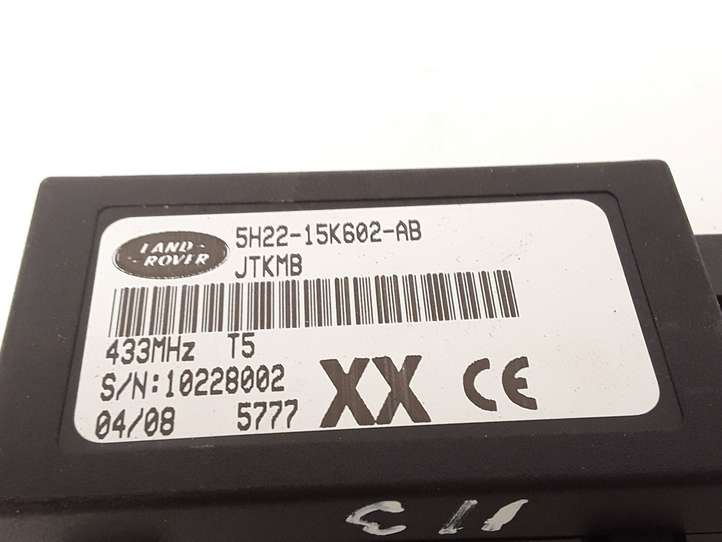 LAND-
-ROVER
5H22-15K602-AB
JTKMB
433MHz T5
S/N:10228002
04/08 5777
XX CE